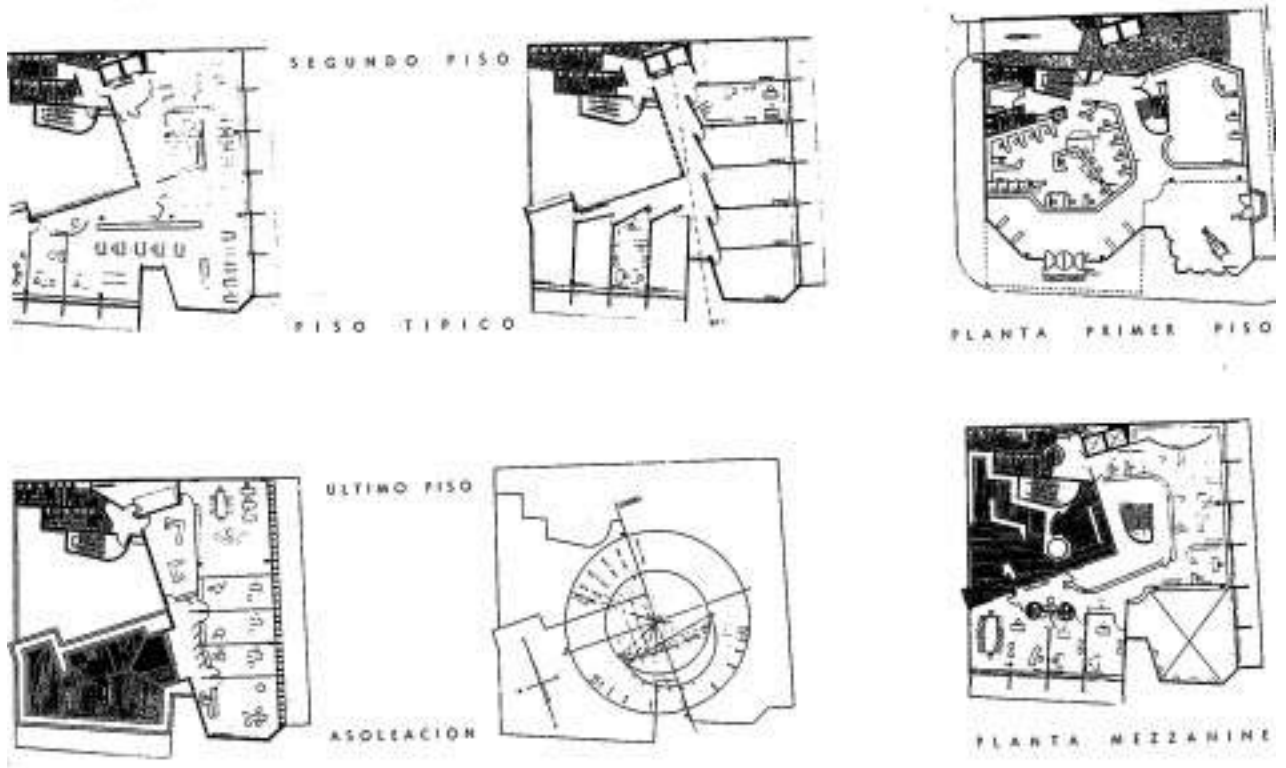 SEGUNDO PISO
PISO TIPICO
PLANTA PRIMER PISO
ULTIMO PISO
ASOLEACION
PLANTA MEZZANINE